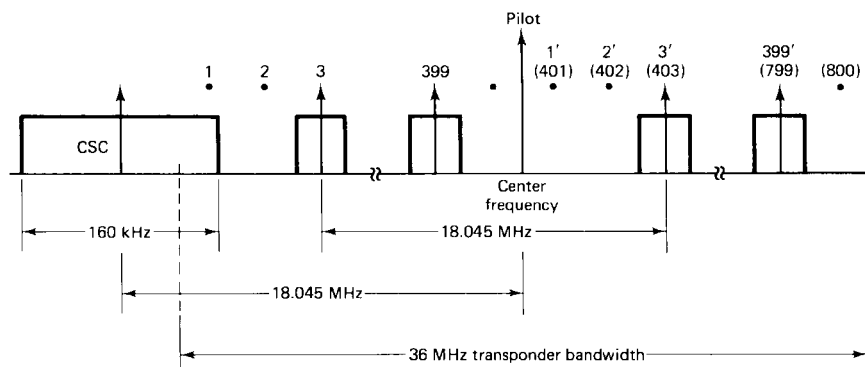 Pilot
1
2
3
399
1′
(401)
2′
(402)
3′
(403)
399′
(799)
(800)
CSC
Center
frequency
160 kHz
18.045 MHz
18.045 MHz
36 MHz transponder bandwidth